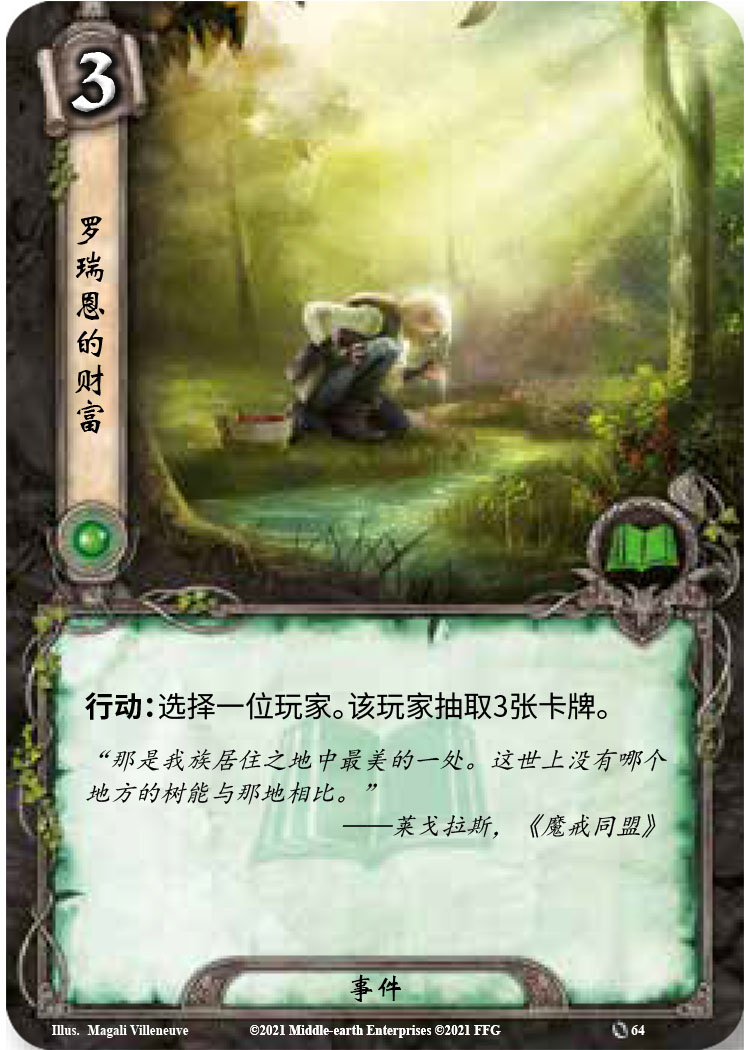 3
罗瑞恩的财富
行动：选择一位玩家。该玩家抽取3张卡牌。
“那是我族居住之地中最美的一处。这世上没有哪个
地方的树能与那地相比。”
——莱戈拉斯，《魔戒同盟》
事件
Illus. Magali Villeneuve ©2021 Middle-earth Enterprises ©2021 FFG 64